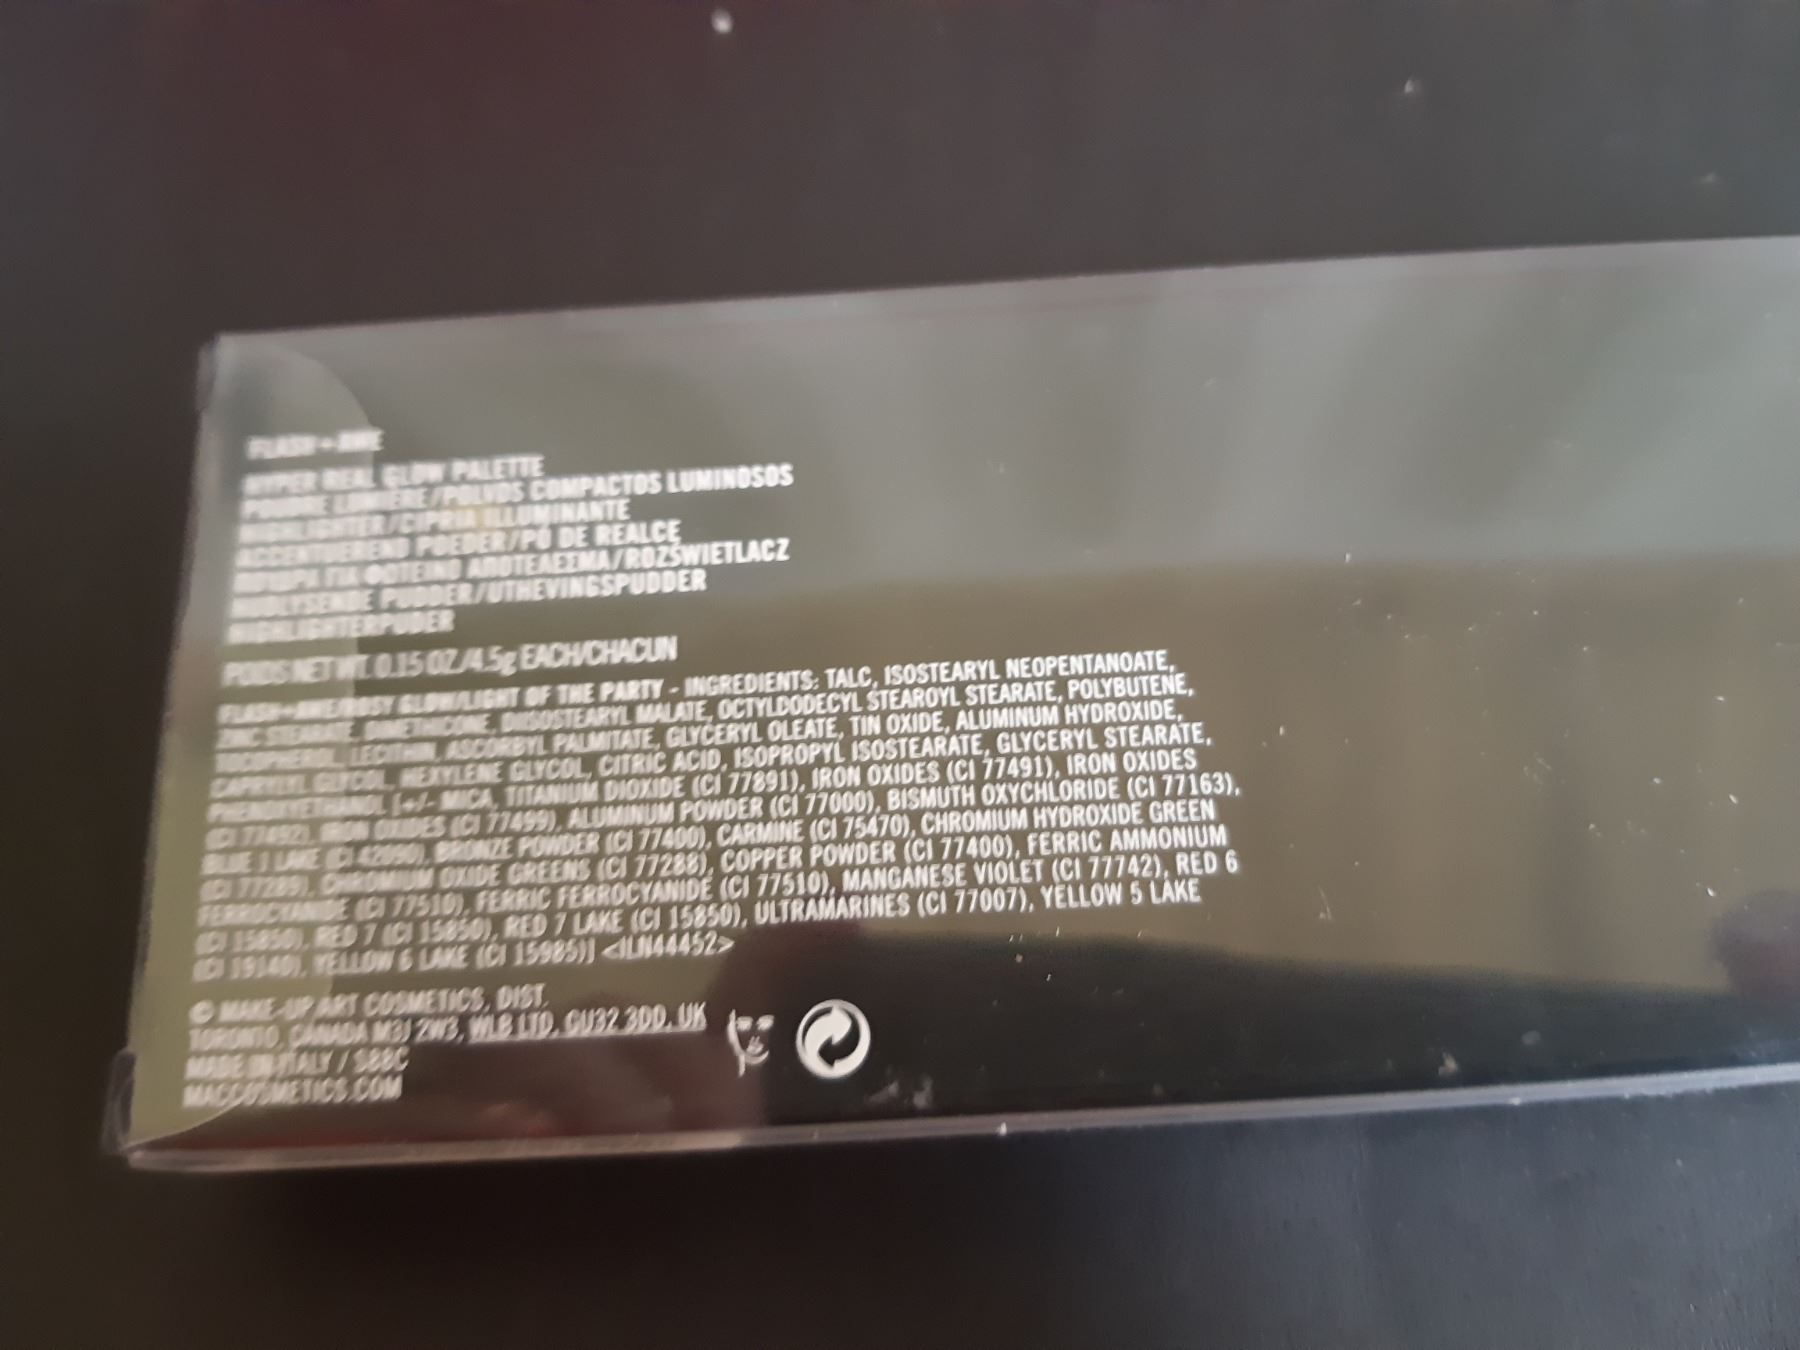 FLASH + AWE
HYPER REAL GLOW PALETTE
POUDRE LUMIERE/POLVOS COMPACTOS LUMINOSOS
HIGHLIGHTER/CIPRIA ILLUMINANTE
ACCENTUEREND POEDER/PÓ DE REALCE
ΠΟΥΔΡΑ ΓΙΑ ΦΩΤΕΙΝΟ ΑΠΟΤΕΛΕΣΜΑ/ROZŚWIETLACZ
PUDDER/UTHEVINGSPUDDER
HIGHLIGHTERPUDER
POIDS NET WT. 0.15 OZ./4.5g EACH/CHACUN
FLASH+AWE/ROSY GLOW/LIGHT OF THE PARTY - INGREDIENTS: TALC, ISOSTEARYL NEOPENTANOATE,
ZINC STEARATE, DIMETHICONE, DIISOSTEARYL MALATE, OCTYLDODECYL STEAROYL STEARATE, POLYBUTENE,
TOCOPHEROL, LECITHIN, ASCORBYL PALMITATE, GLYCERYL OLEATE, TIN OXIDE, ALUMINUM HYDROXIDE,
CAPRYLYL GLYCOL, HEXYLENE GLYCOL, CITRIC ACID, ISOPROPYL ISOSTEARATE, GLYCERYL STEARATE,
PHENOXYETHANOL [+/- MICA, TITANIUM DIOXIDE (CI 77891), IRON OXIDES (CI 77491), IRON OXIDES
(CI 77492), IRON OXIDES (CI 77499), ALUMINUM POWDER (CI 77000), BISMUTH OXYCHLORIDE (CI 77163),
BLUE 1 LAKE (CI 42090), BRONZE POWDER (CI 77400), CARMINE (CI 75470), CHROMIUM HYDROXIDE GREEN
(CI 77289), CHROMIUM OXIDE GREENS (CI 77288), COPPER POWDER (CI 77400), FERRIC AMMONIUM
FERROCYANIDE (CI 77510), FERRIC FERROCYANIDE (CI 77510), MANGANESE VIOLET (CI 77742), RED 6
(CI 15850), RED 7 (CI 15850), RED 7 LAKE (CI 15850), ULTRAMARINES (CI 77007), YELLOW 5 LAKE
(CI 19140), YELLOW 6 LAKE (CI 15985)] <ILN44452>
© MAKE-UP ART COSMETICS, DIST.
TORONTO, CANADA M3J 2W3, WLB LTD, GU32 3DD, UK
MADE IN ITALY / S88C
MACCOSMETICS.COM